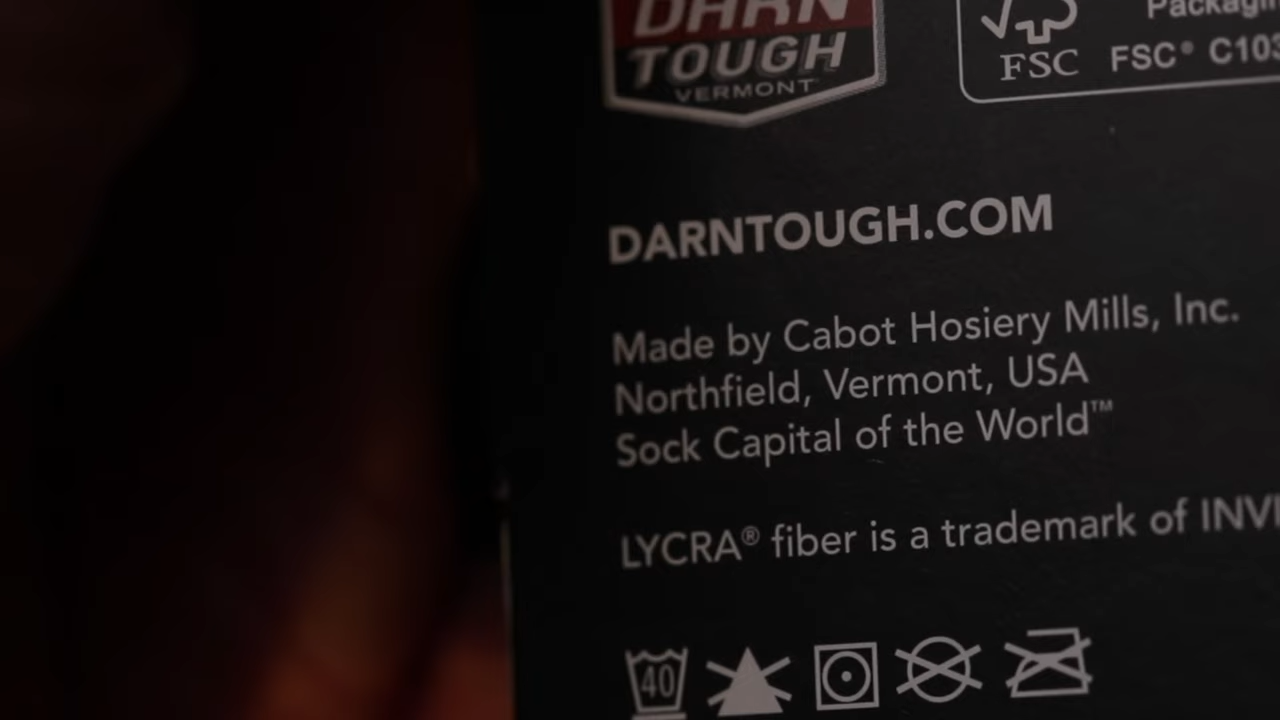 DARN
TOUGH
VERMONT
FSC
FSC® C103
DARNTOUGH.COM
Made by Cabot Hosiery Mills, Inc.
Northfield, Vermont, USA
Sock Capital of the World™
LYCRA® fiber is a trademark of
40